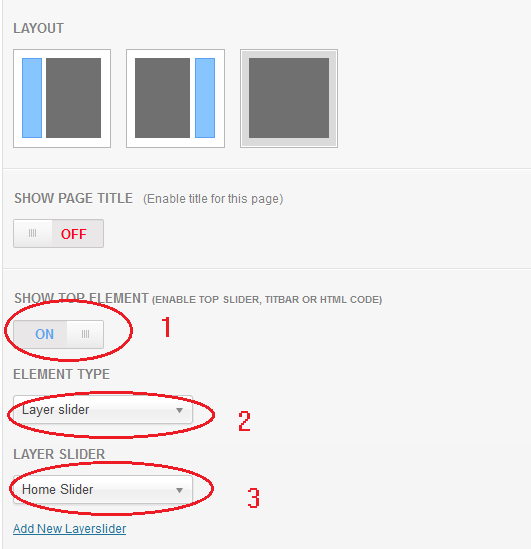 LAYOUT
SHOW PAGE TITLE (Enable title for this page)
OFF
SHOW TOP ELEMENT (ENABLE TOP SLIDER, TITBAR OR HTML CODE)
ON 1
ELEMENT TYPE
Layer slider 2
LAYER SLIDER
Home Slider 3
Add New Layerslider